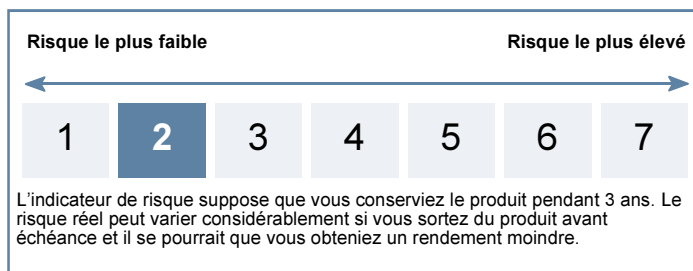 Risque le plus faible Risque le plus élevé
1 2 3 4 5 6 7
L'indicateur de risque suppose que vous conserviez le produit pendant 3 ans. Le
risque réel peut varier considérablement si vous sortez du produit avant
échéance et il se pourrait que vous obteniez un rendement moindre.